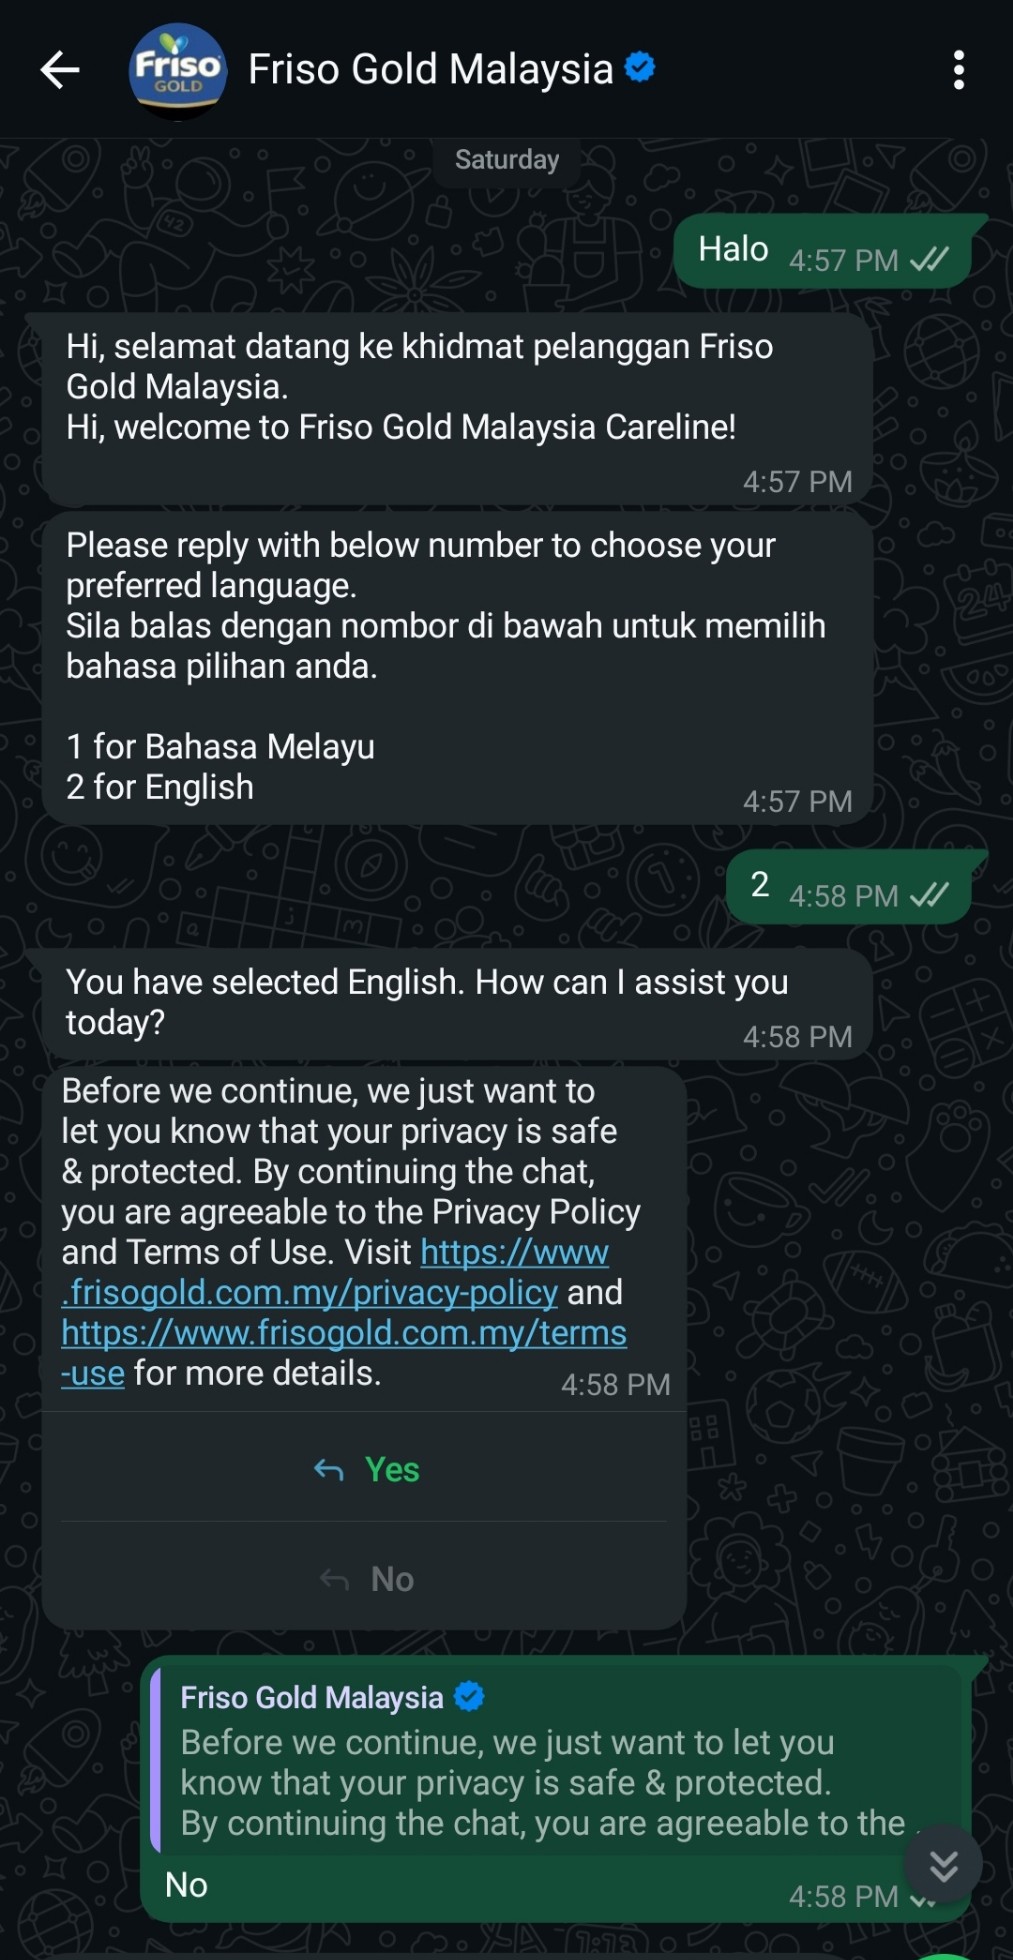 Friso
GOLD
Friso Gold Malaysia
Saturday
Halo 4:57 PM
Hi, selamat datang ke khidmat pelanggan Friso
Gold Malaysia.
Hi, welcome to Friso Gold Malaysia Careline!
4:57 PM
Please reply with below number to choose your
preferred language.
Sila balas dengan nombor di bawah untuk memilih
bahasa pilihan anda.
1 for Bahasa Melayu
2 for English
4:57 PM
2 4:58 PM
You have selected English. How can I assist you
today?
4:58 PM
Before we continue, we just want to
let you know that your privacy is safe
& protected. By continuing the chat,
you are agreeable to the Privacy Policy
and Terms of Use. Visit https://www
.frisogold.com.my/privacy-policy and
https://www.frisogold.com.my/terms
-use for more details.
4:58 PM
Yes
No
Friso Gold Malaysia
Before we continue, we just want to let you
know that your privacy is safe & protected.
By continuing the chat, you are agreeable to the
No
4:58 PM